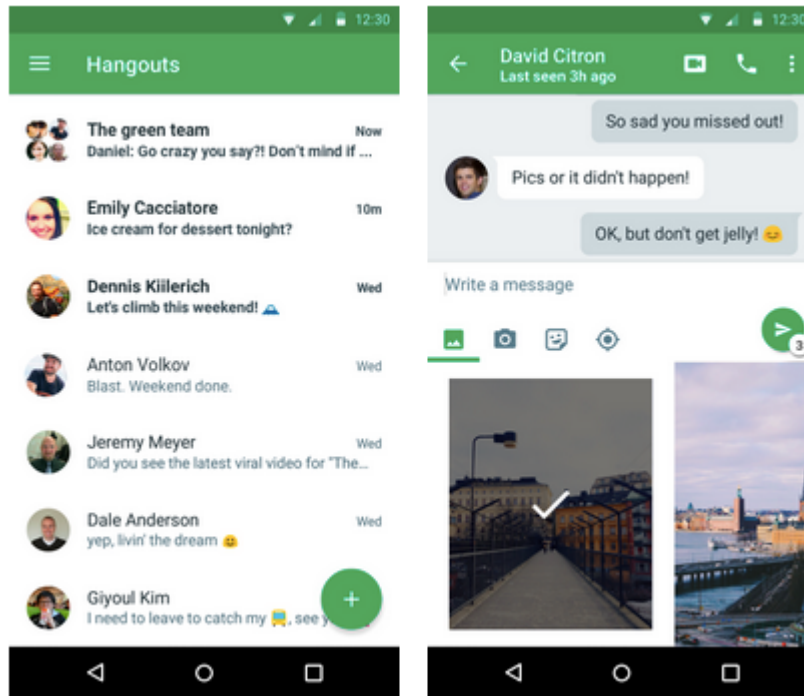 12:30
Hangouts
The green team
Now
Daniel: Go crazy you say?! Don't mind if ...
Emily Cacciatore
10m
Ice cream for dessert tonight?
Dennis Kiilerich
Wed
Let's climb this weekend! 🗻
Anton Volkov
Wed
Blast. Weekend done.
Jeremy Meyer
Wed
Did you see the latest viral video for "The...
Dale Anderson
Wed
yep, livin' the dream 😀
Giyoul Kim
I need to leave to catch my 🚍, see
+
12:30
David Citron
Last seen 3h ago
So sad you missed out!
Pics or it didn't happen!
OK, but don't get jelly! 😊
Write a message
3